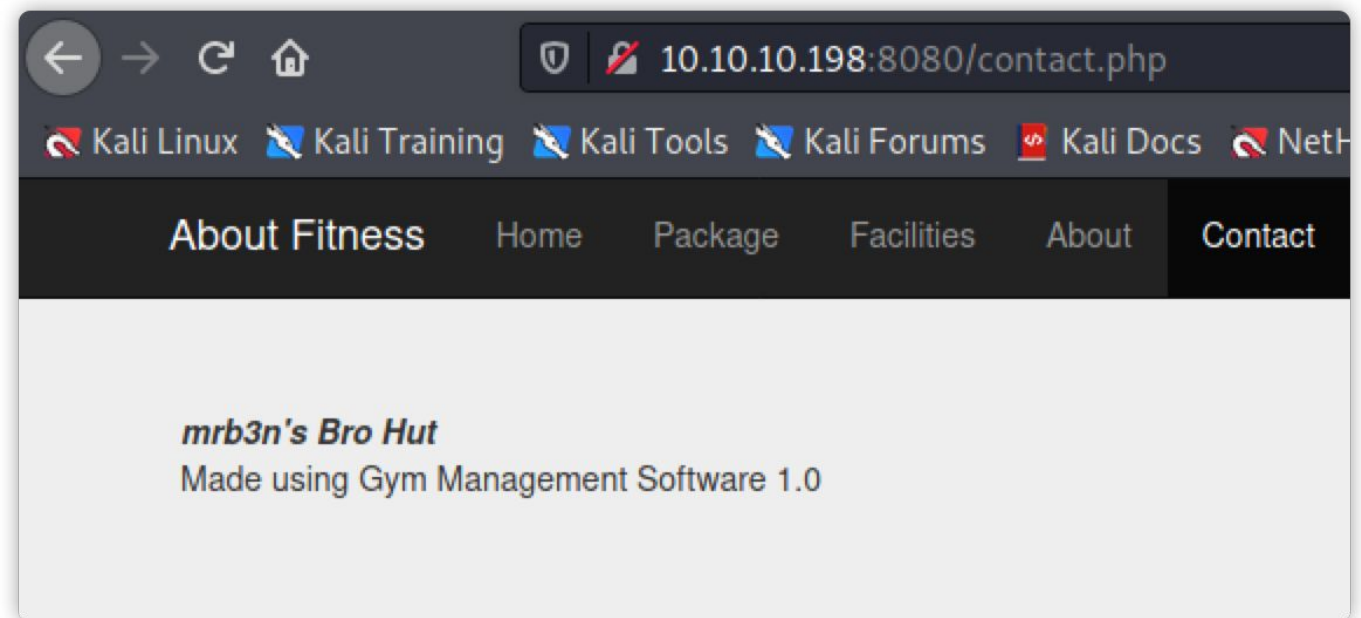 10.10.10.198:8080/contact.php
Kali Linux Kali Training Kali Tools Kali Forums Kali Docs NetH
About Fitness Home Package Facilities About Contact
mrb3n's Bro Hut
Made using Gym Management Software 1.0